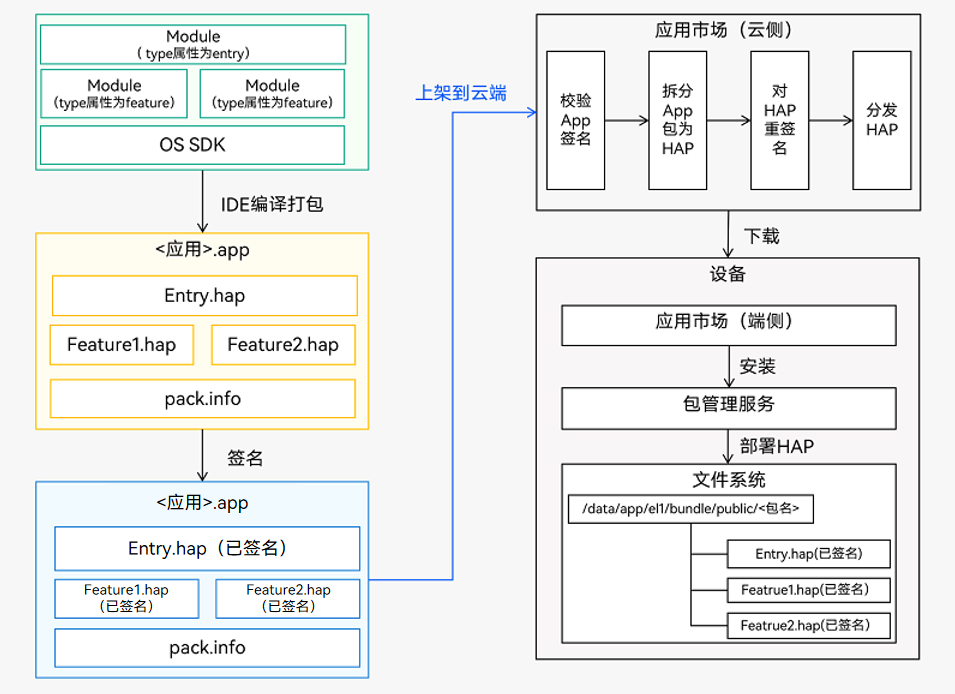 Module
( type属性为entry)
Module
(type属性为feature)
Module
(type属性为feature)
OS SDK
IDE编译打包
<应用>.app
Entry.hap
Feature1.hap
Feature2.hap
pack.info
签名
<应用>.app
Entry.hap（已签名）
Feature1.hap
(已签名)
Feature2.hap
(已签名)
pack.info
上架到云端
应用市场（云侧）
校验
App
签名
拆分
App
包为
HAP
对
HAP
重签
名
分发
HAP
下载
设备
应用市场（端侧）
安装
包管理服务
部署HAP
文件系统
/data/app/el1/bundle/public/<包名>
Entry.hap(已签名)
Featrue1.hap(已签名)
Featrue2.hap(已签名)